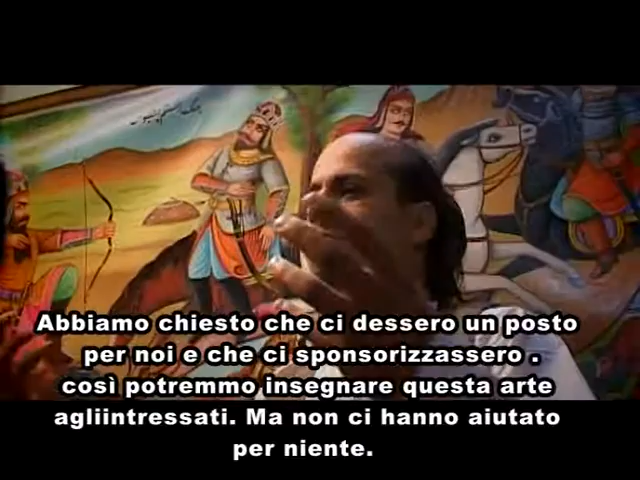 Abbiamo chiesto che ci dessero un posto
per noi e che ci sponsorizzassero .
così potremmo insegnare questa arte
agliintressati. Ma non ci hanno aiutato
per niente.